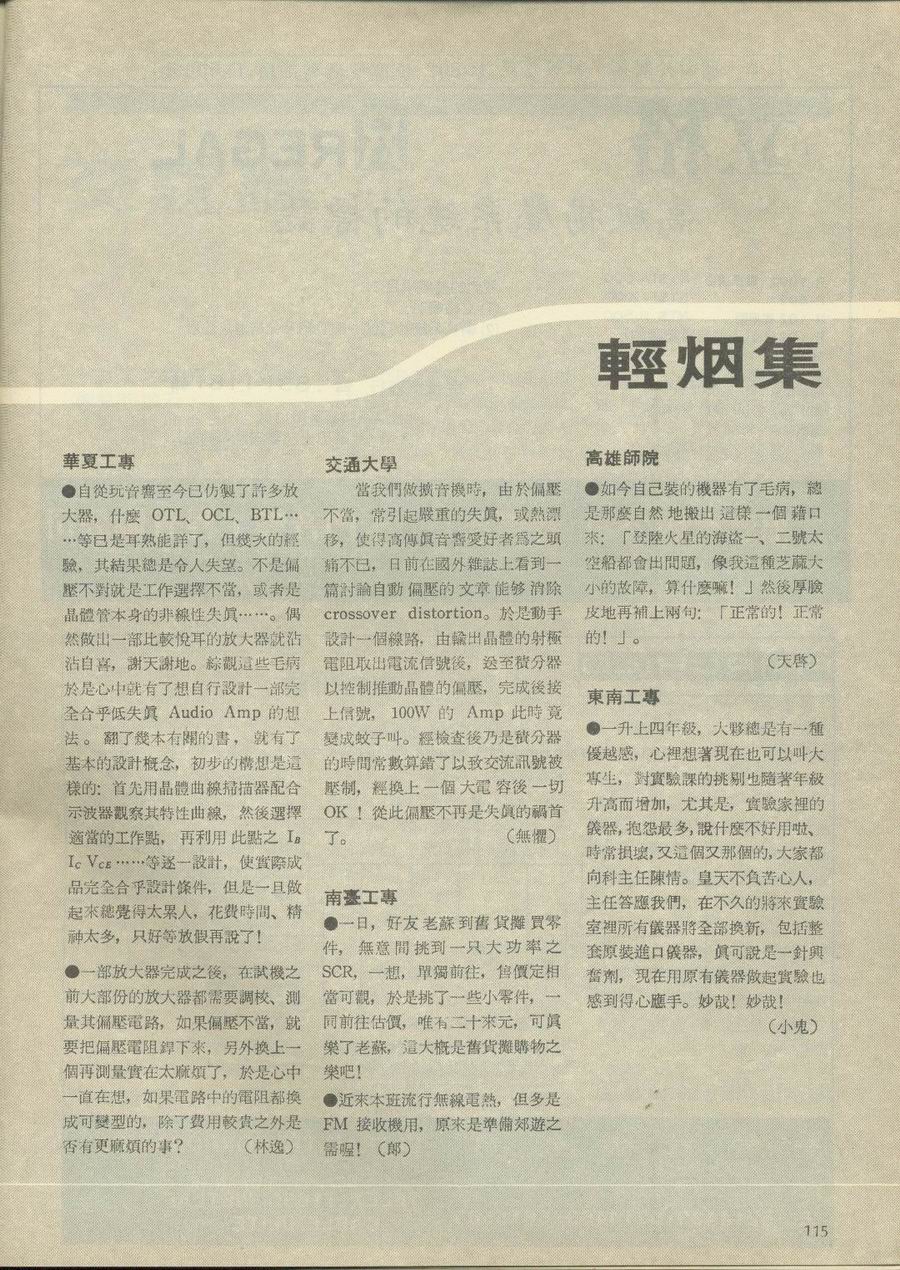 輕烟集
華夏工專
●自從玩音響至今已仿製了許多放
大器，什麼 OTL、OCL、BTL…
…等已是耳熟能詳了，但幾次的經
驗，其結果總是令人失望。不是偏
壓不對就是工作選擇不當，或者是
晶體管本身的非線性失眞……。偶
然做出一部比較悅耳的放大器就沾
沾自喜，謝天謝地。綜觀這些毛病
於是心中就有了想自行設計一部完
全合乎低失眞 Audio Amp 的想
法。翻了幾本有關的書，就有了
基本的設計概念，初步的構想是這
樣的：首先用晶體曲線掃描器配合
示波器觀察其特性曲線，然後選擇
適當的工作點，再利用此點之 IB
IC VCE ……等逐一設計，使實際成
品完全合乎設計條件，但是一旦做
起來總覺得太累人，花費時間、精
神太多，只好等放假再說了！
●一部放大器完成之後，在試機之
前大部份的放大器都需要調校、測
量其偏壓電路，如果偏壓不當，就
要把偏壓電阻銲下來，另外換上一
個再測量實在太麻煩了，於是心中
一直在想，如果電路中的電阻都換
成可變型的，除了費用較貴之外是
否有更麻煩的事？　（林逸）
交通大學
當我們做擴音機時，由於偏壓
不當，常引起嚴重的失眞，或熱漂
移，使得高傳眞音響愛好者爲之頭
痛不已，日前在國外雜誌上看到一
篇討論自動偏壓的文章能够消除
crossover distortion。於是動手
設計一個線路，由輸出晶體的射極
電阻取出電流信號後，送至積分器
以控制推動晶體的偏壓，完成後接
上信號，100W 的 Amp 此時竟
變成蚊子叫。經檢查後乃是積分器
的時間常數算錯了以致交流訊號被
壓制，經換上一個大電容後一切
OK！從此偏壓不再是失眞的禍首
了。　（無懼）
南臺工專
●一日，好友老蘇到舊貨攤買零
件，無意間挑到一只大功率之
SCR，一想，單獨前往，售價定相
當可觀，於是挑了一些小零件，一
同前往估價，唯有二十來元，可眞
樂了老蘇，這大概是舊貨攤購物之
樂吧！
●近來本班流行無線電熱，但多是
FM 接收機用，原來是準備郊遊之
需喔！（郎）
高雄師院
●如今自己裝的機器有了毛病，總
是那麼自然地搬出這樣一個藉口
來：「登陸火星的海盜一、二號太
空船都會出問題，像我這種芝蔴大
小的故障，算什麼嘛！」然後厚臉
皮地再補上兩句：「正常的！正常
的！」。
（天啓）
東南工專
●一升上四年級，大夥總是有一種
優越感，心裡想著現在也可以叫大
專生，對實驗課的挑剔也隨著年級
升高而增加，尤其是，實驗家裡的
儀器，抱怨最多，說什麼不好用啦、
時常損壞，又這個又那個的，大家都
向科主任陳情。皇天不負苦心人，
主任答應我們，在不久的將來實驗
室裡所有儀器將全部換新，包括整
套原裝進口儀器，眞可說是一針興
奮劑，現在用原有儀器做起實驗也
感到得心應手。妙哉！妙哉！
（小鬼）
115